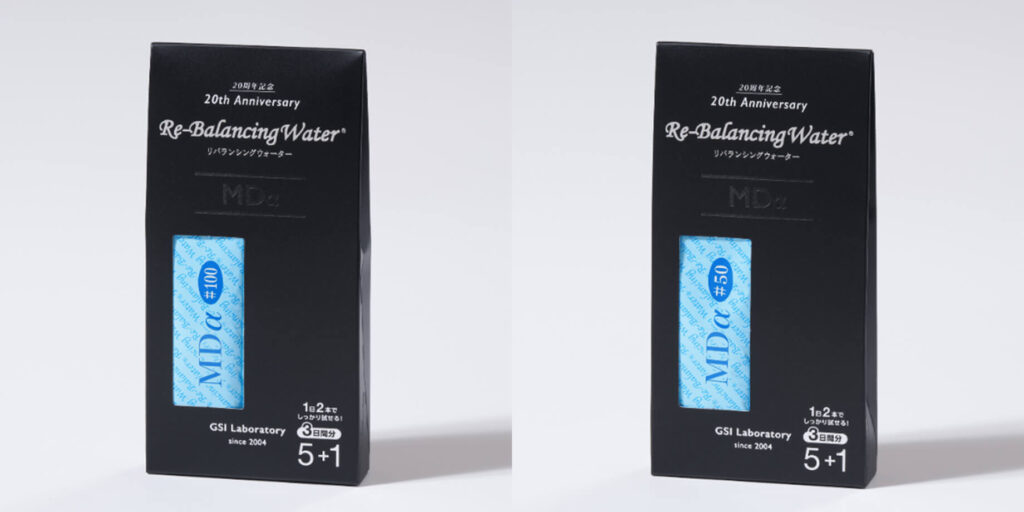 20周年記念
20th Anniversary
Re-Balancing Water®
リバランシングウォーター
MDα
MDα #100
1日2本で
しっかり試せる!
3日間分
5+1
GSI Laboratory
since 2004
20周年記念
20th Anniversary
Re-Balancing Water®
リバランシングウォーター
MDα
MDα #50
1日2本で
しっかり試せる!
3日間分
5+1
GSI Laboratory
since 2004